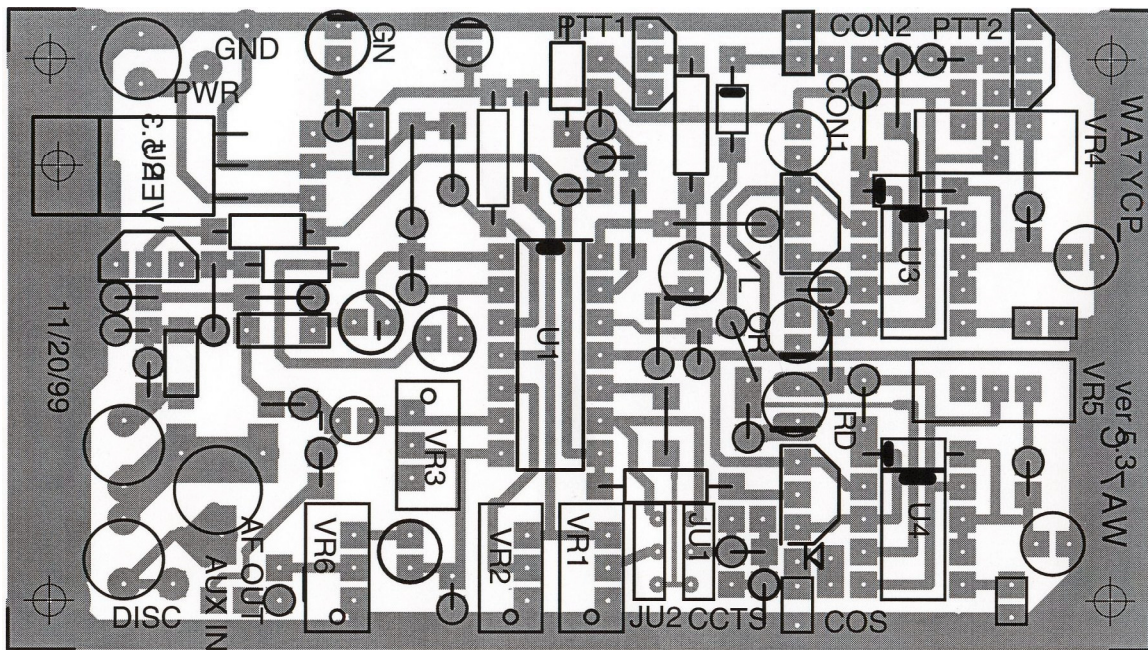 GND
GN
PTT1
CON2
PTT2
PWR
CON1
VR4
WA7YCP_
U3
YL
OR
U1
11/20/99
VR5
ver 5.3
AW
RD
VR3
U4
AF OUT
VR6
VR2
VR1
JU1
DISC
AUX IN
JU2
CCTS
COS